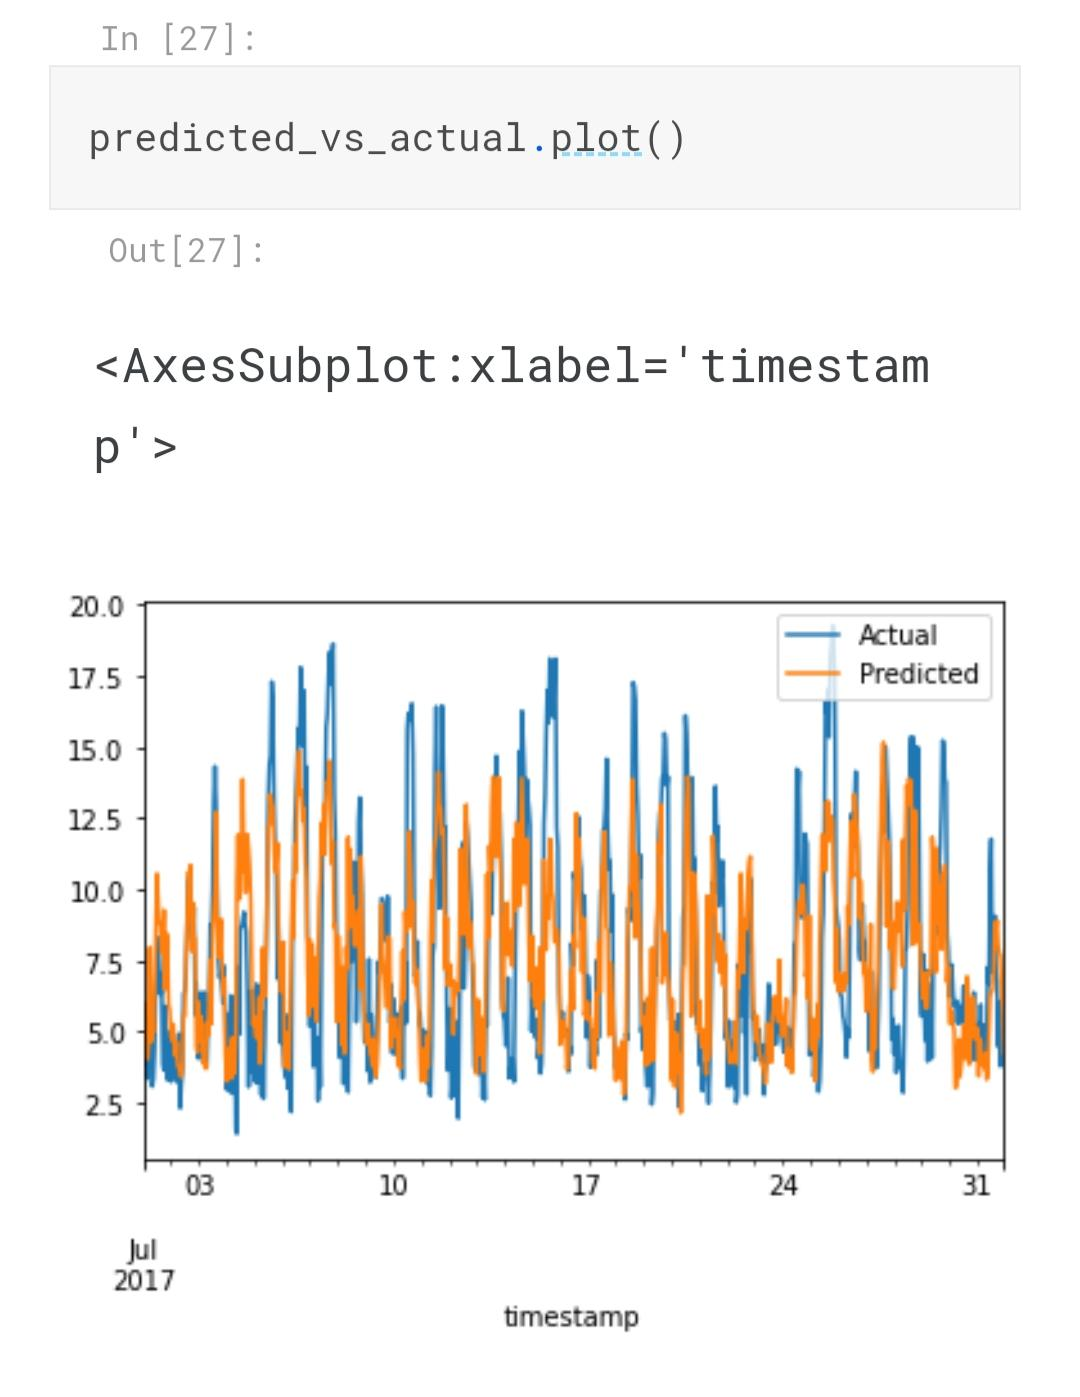 In [27]:
predicted_vs_actual.plot()
Out[27]:
<AxesSubplot:xlabel='timestam
p'>
20.0
17.5
15.0
12.5
10.0
7.5
5.0
2.5
Actual
Predicted
03 10 17 24 31
Jul
2017
timestamp